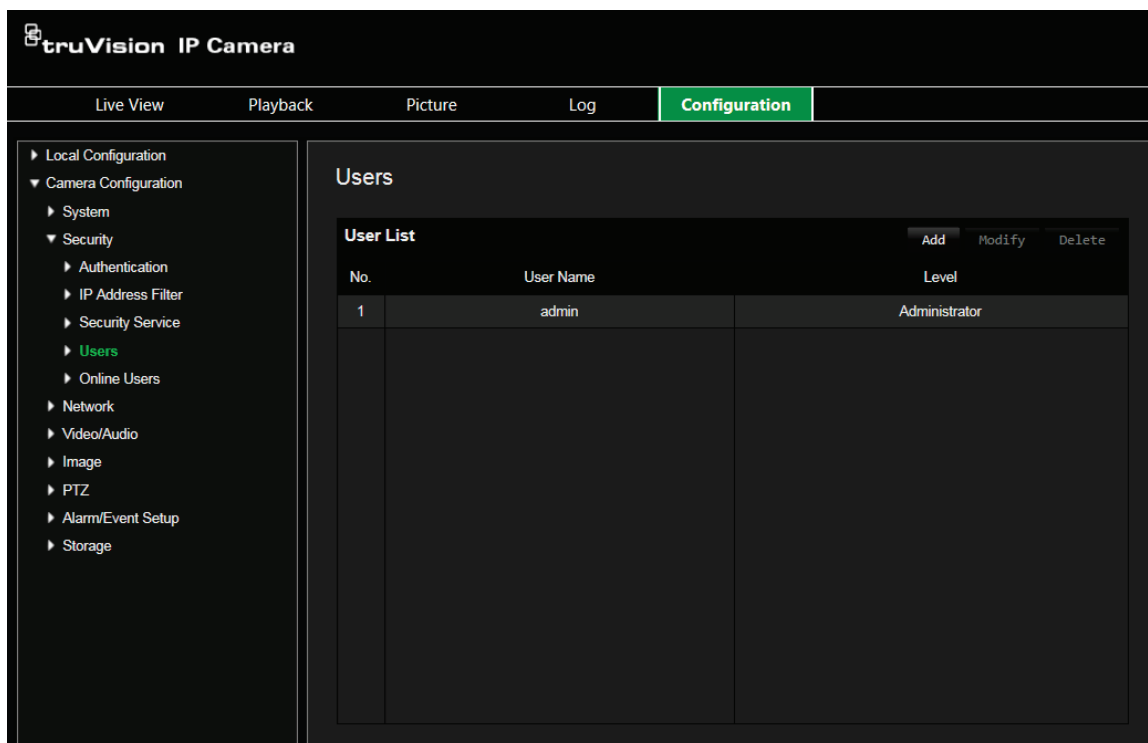 truVision IP Camera
Live View Playback Picture Log Configuration
Local Configuration
Camera Configuration
System
Security
Authentication
IP Address Filter
Security Service
Users
Online Users
Network
Video/Audio
Image
PTZ
Alarm/Event Setup
Storage
Users
User List Add Modify Delete
No. User Name Level
1 admin Administrator